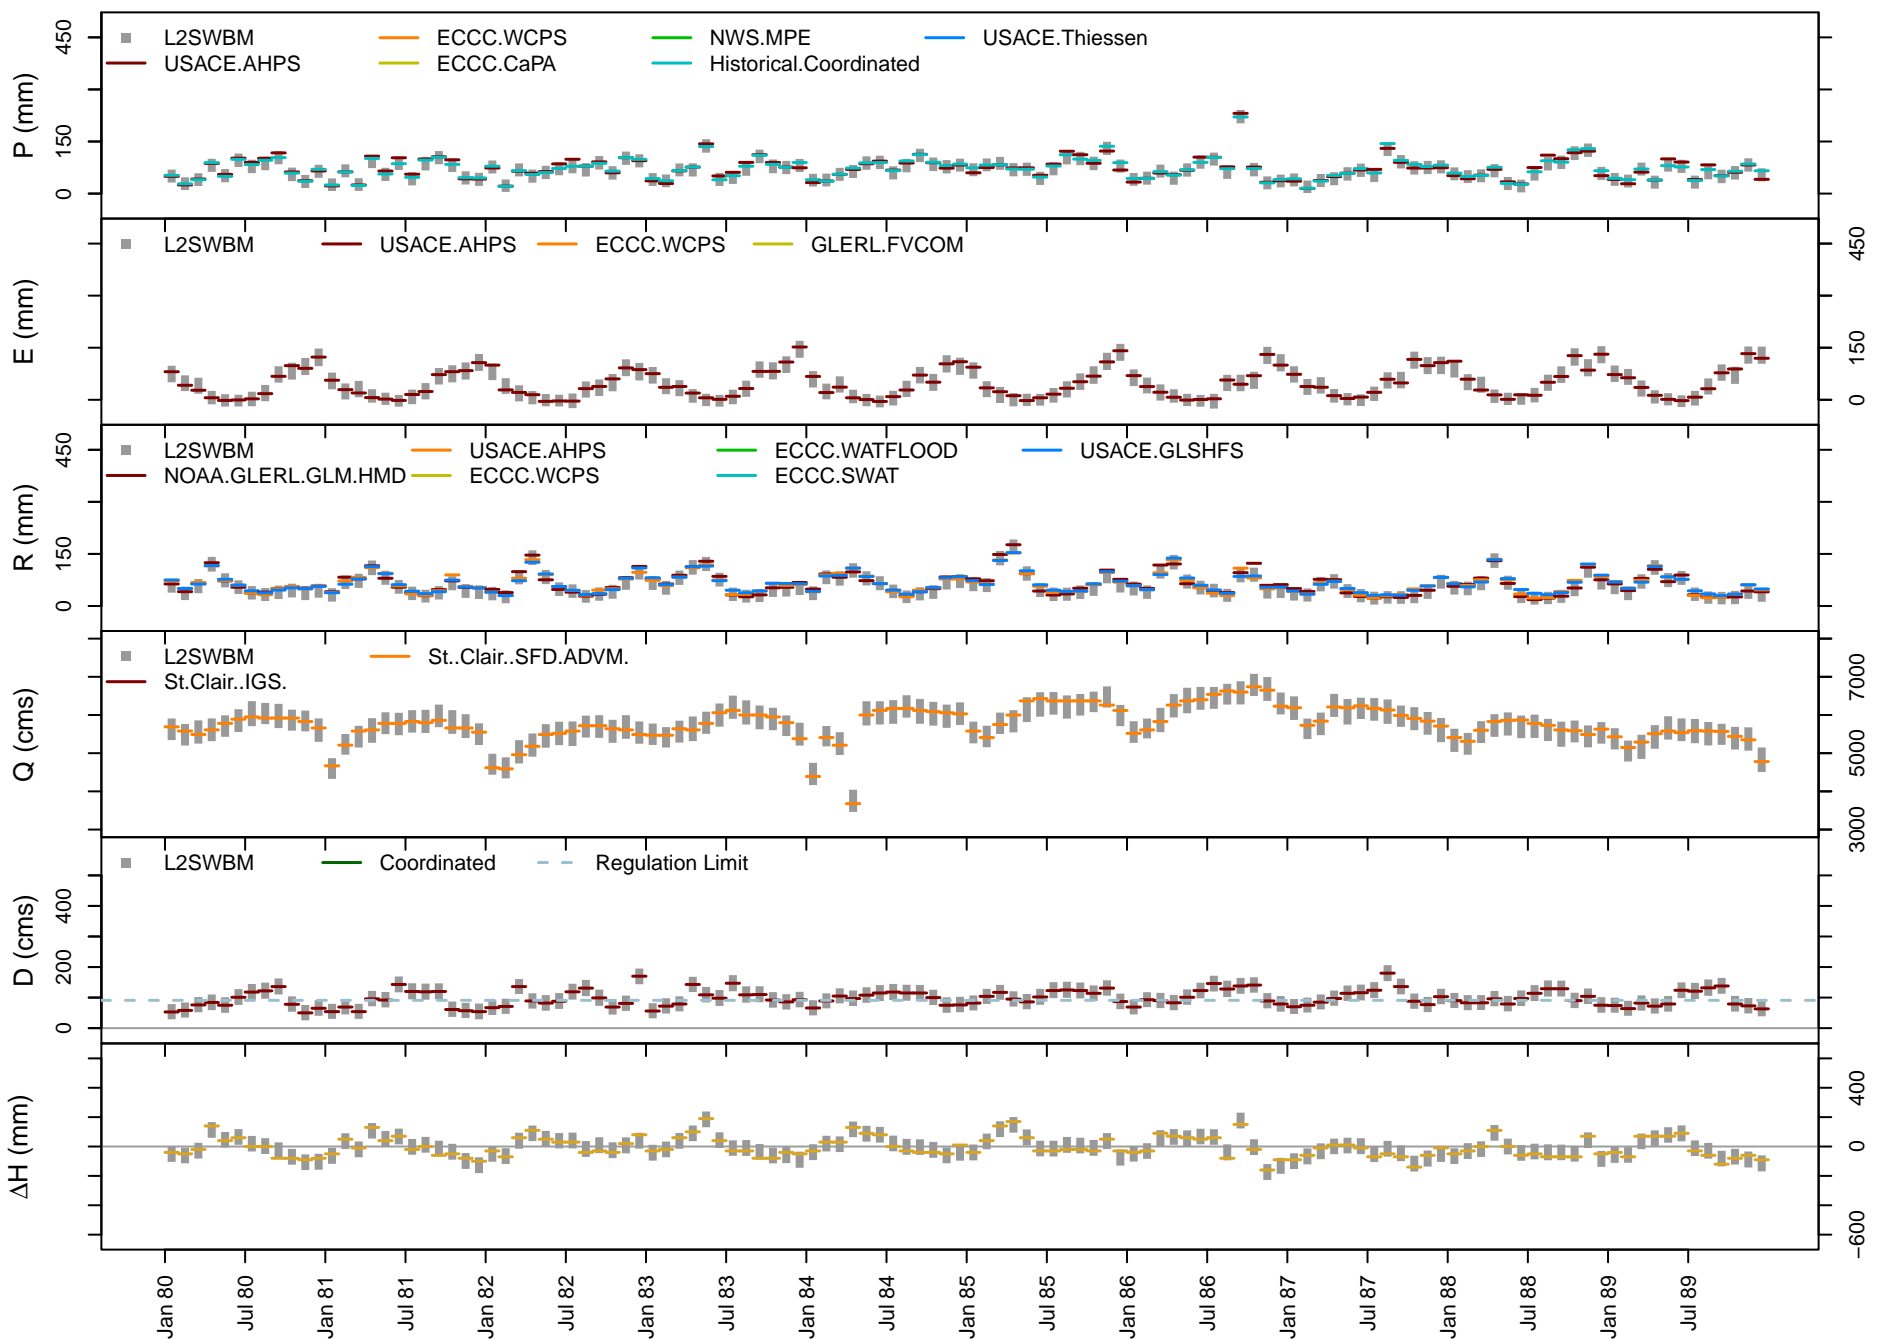 P (mm)
450
150
0
L2SWBM ECCC.WCPS NWS.MPE USACE.Thiessen
USACE.AHPS ECCC.CaPA Historical.Coordinated
E (mm)
L2SWBM USACE.AHPS ECCC.WCPS GLERL.FVCOM
450
150
0
R (mm)
450
150
0
L2SWBM USACE.AHPS ECCC.WATFLOOD USACE.GLSHFS
NOAA.GLERL.GLM.HMD ECCC.WCPS ECCC.SWAT
Q (cms)
L2SWBM St..Clair..SFD.ADVM.
St.Clair..IGS.
7000
5000
3000
D (cms)
400
200
0
L2SWBM Coordinated Regulation Limit
ΔH (mm)
400
0
−600
Jan 80 Jul 80 Jan 81 Jul 81 Jan 82 Jul 82 Jan 83 Jul 83 Jan 84 Jul 84 Jan 85 Jul 85 Jan 86 Jul 86 Jan 87 Jul 87 Jan 88 Jul 88 Jan 89 Jul 89